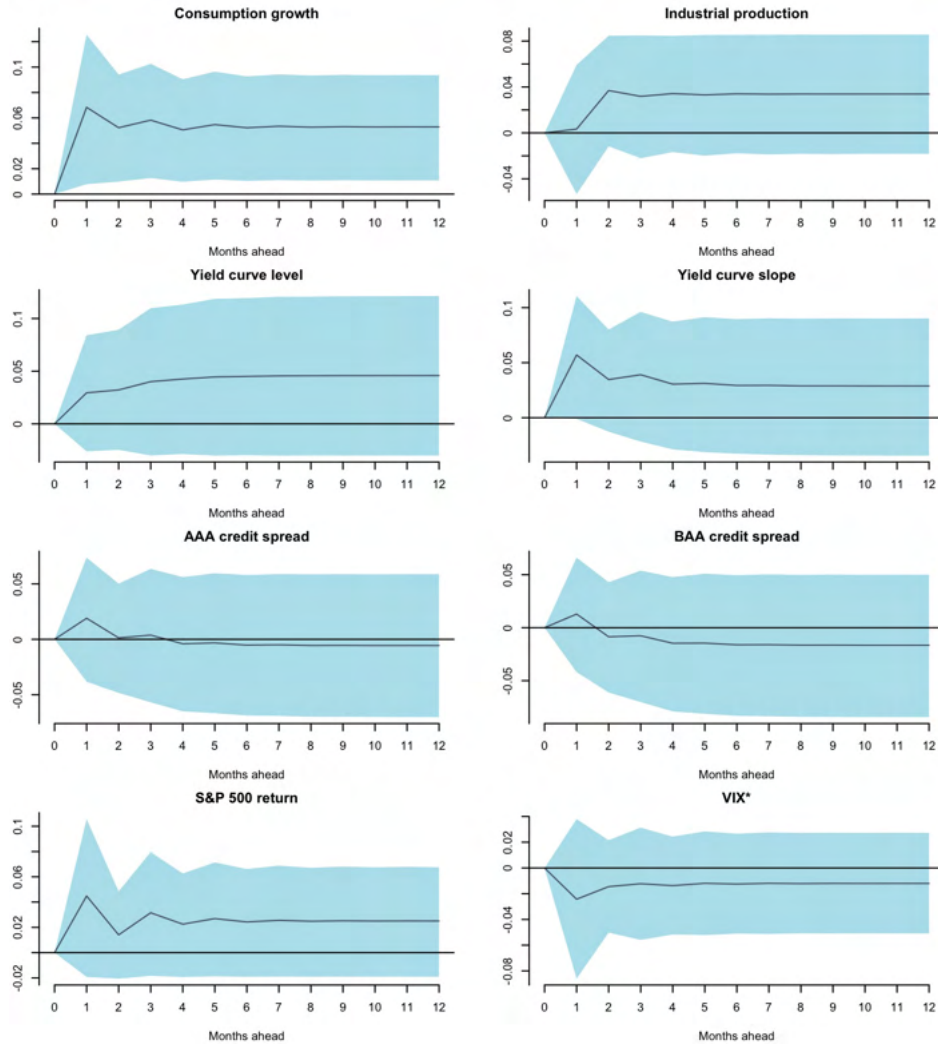 Consumption growth
0.1
0.06
0.02
0
0 1 2 3 4 5 6 7 8 9 10 11 12
Months ahead
Industrial production
0.08
0.04
0
-0.04
0 1 2 3 4 5 6 7 8 9 10 11 12
Months ahead
Yield curve level
0.1
0.05
0
0 1 2 3 4 5 6 7 8 9 10 11 12
Months ahead
Yield curve slope
0.1
0.05
0
0 1 2 3 4 5 6 7 8 9 10 11 12
Months ahead
AAA credit spread
0.05
0
-0.05
0 1 2 3 4 5 6 7 8 9 10 11 12
Months ahead
BAA credit spread
0.05
0
-0.05
0 1 2 3 4 5 6 7 8 9 10 11 12
Months ahead
S&P 500 return
0.1
0.06
0.02
-0.02
0 1 2 3 4 5 6 7 8 9 10 11 12
Months ahead
VIX*
0.02
-0.04
-0.08
0 1 2 3 4 5 6 7 8 9 10 11 12
Months ahead